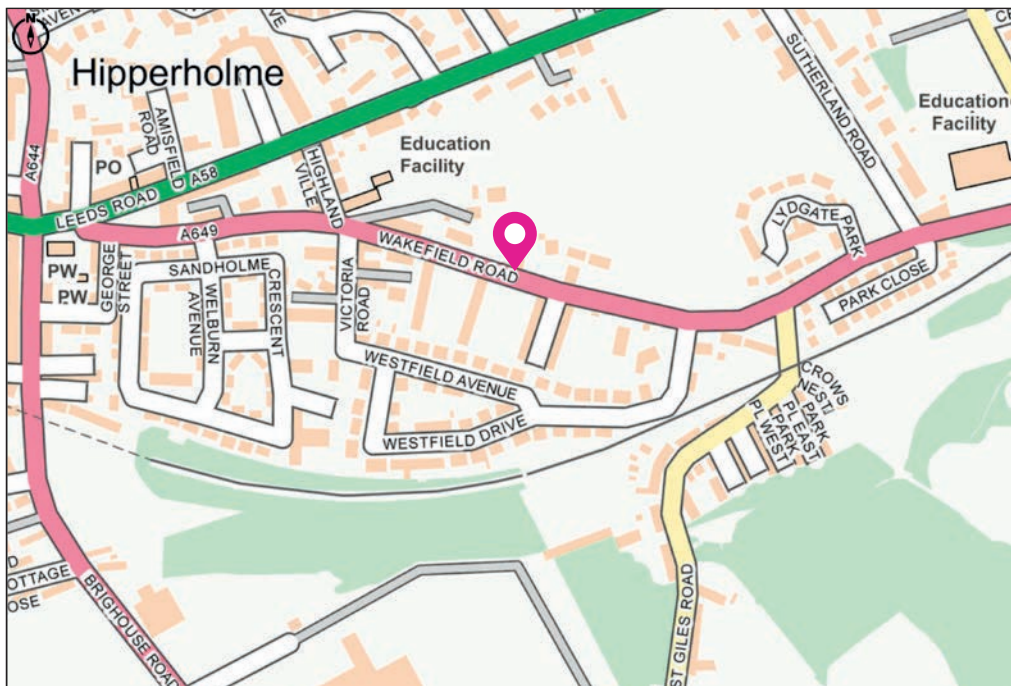 Hipperholme
A644
AMISFIELD
ROAD
PO
LEEDS ROAD
A58
HIGHLAND
VILLE
Education
Facility
SUTHERLAND ROAD
Education
Facility
A649
WAKEFIELD ROAD
LYDGATE
PARK
PARK CLOSE
PW
PW
GEORGE
STREET
SANDHOLME
CRESCENT
WELBURN
AVENUE
VICTORIA
ROAD
WESTFIELD AVENUE
WESTFIELD DRIVE
CROWS
NEST
PARK
PL EAST
PARK
PL WEST
OTTAGE
OSE
BRIGHOUSE ROAD
ST GILES ROAD